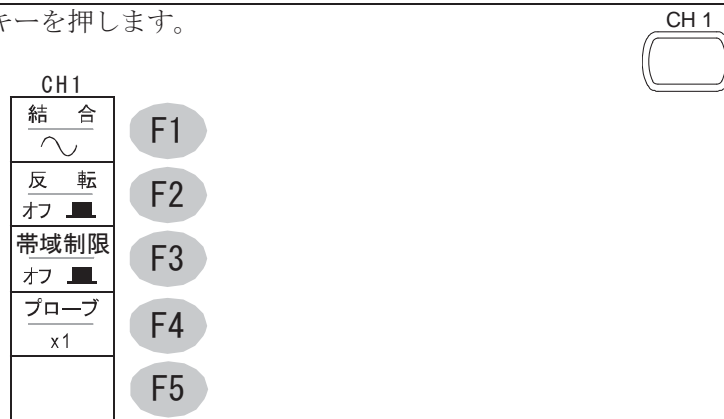 キーを押します。
CH 1
CH1
結 合
F1
反 転
オフ
F2
帯域制限
オフ
F3
プローブ
x1
F4
F5